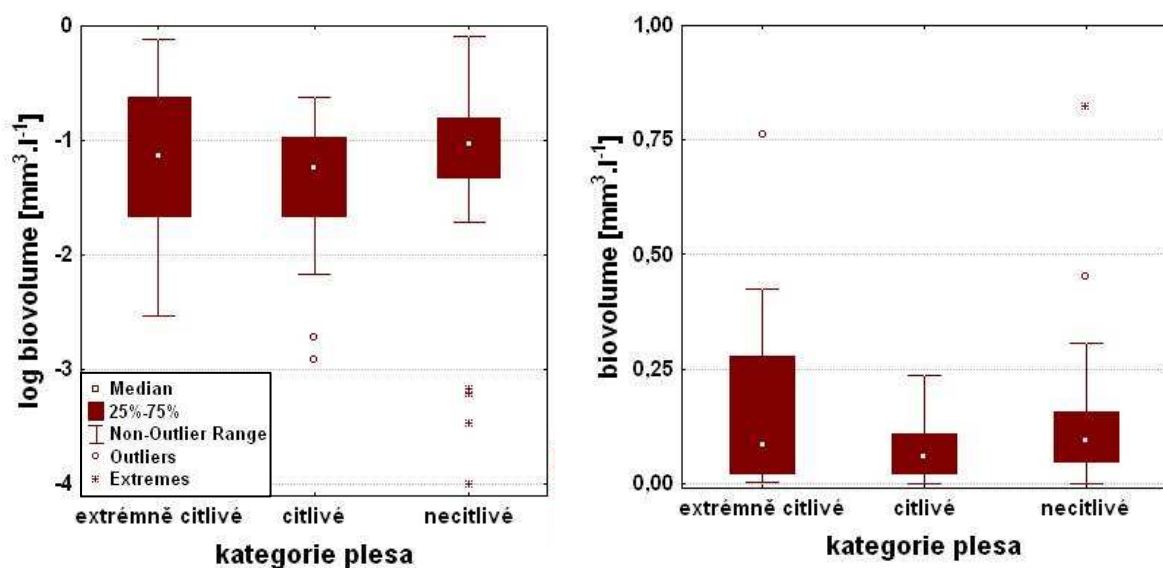 log biovolume [mm³.l⁻¹]
0
-1
-2
-3
-4
Median
25%-75%
Non-Outlier Range
Outliers
Extremes
extrémně citlivé citlivé necitlivé
kategorie plesa
biovolume [mm³.l⁻¹]
1,00
0,75
0,50
0,25
0,00
extrémně citlivé citlivé necitlivé
kategorie plesa